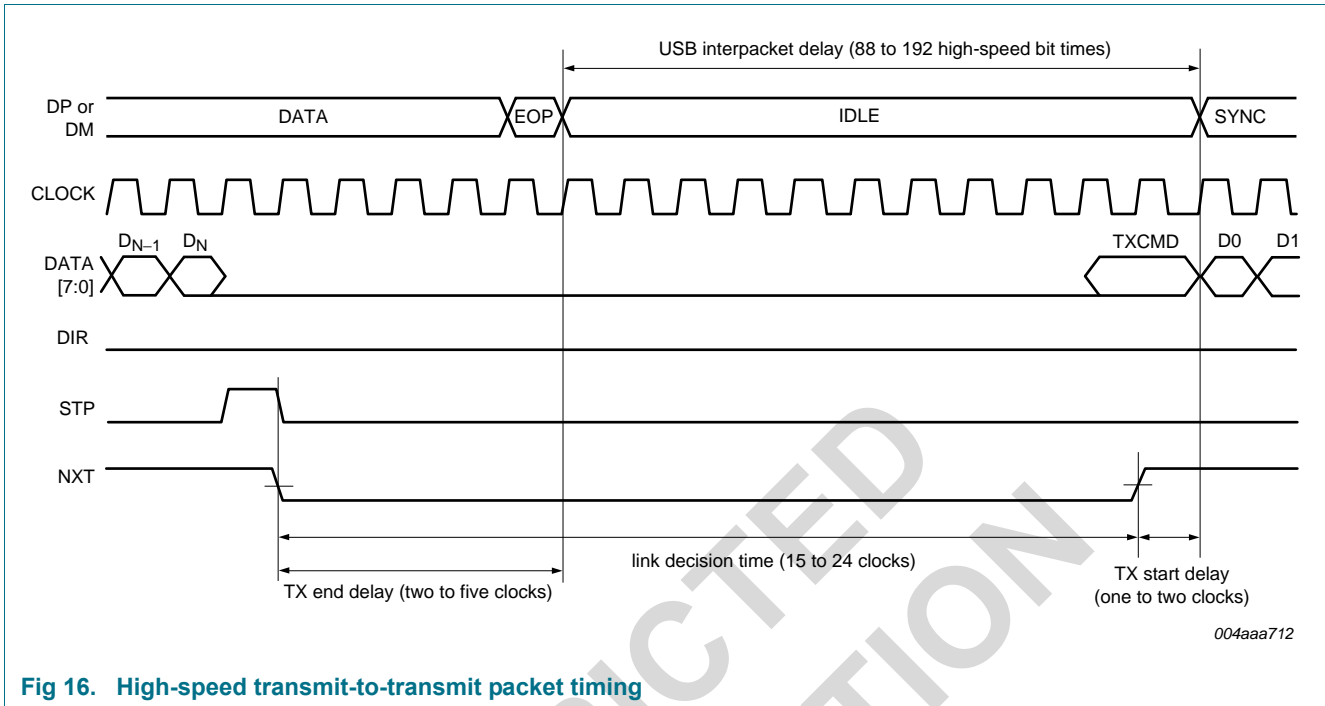 USB interpacket delay (88 to 192 high-speed bit times)
DP or
DM
DATA
EOP
IDLE
SYNC
CLOCK
DATA
[7:0]
DN–1
DN
TXCMD
D0
D1
DIR
STP
NXT
link decision time (15 to 24 clocks)
TX end delay (two to five clocks)
TX start delay
(one to two clocks)
004aaa712
Fig 16. High-speed transmit-to-transmit packet timing